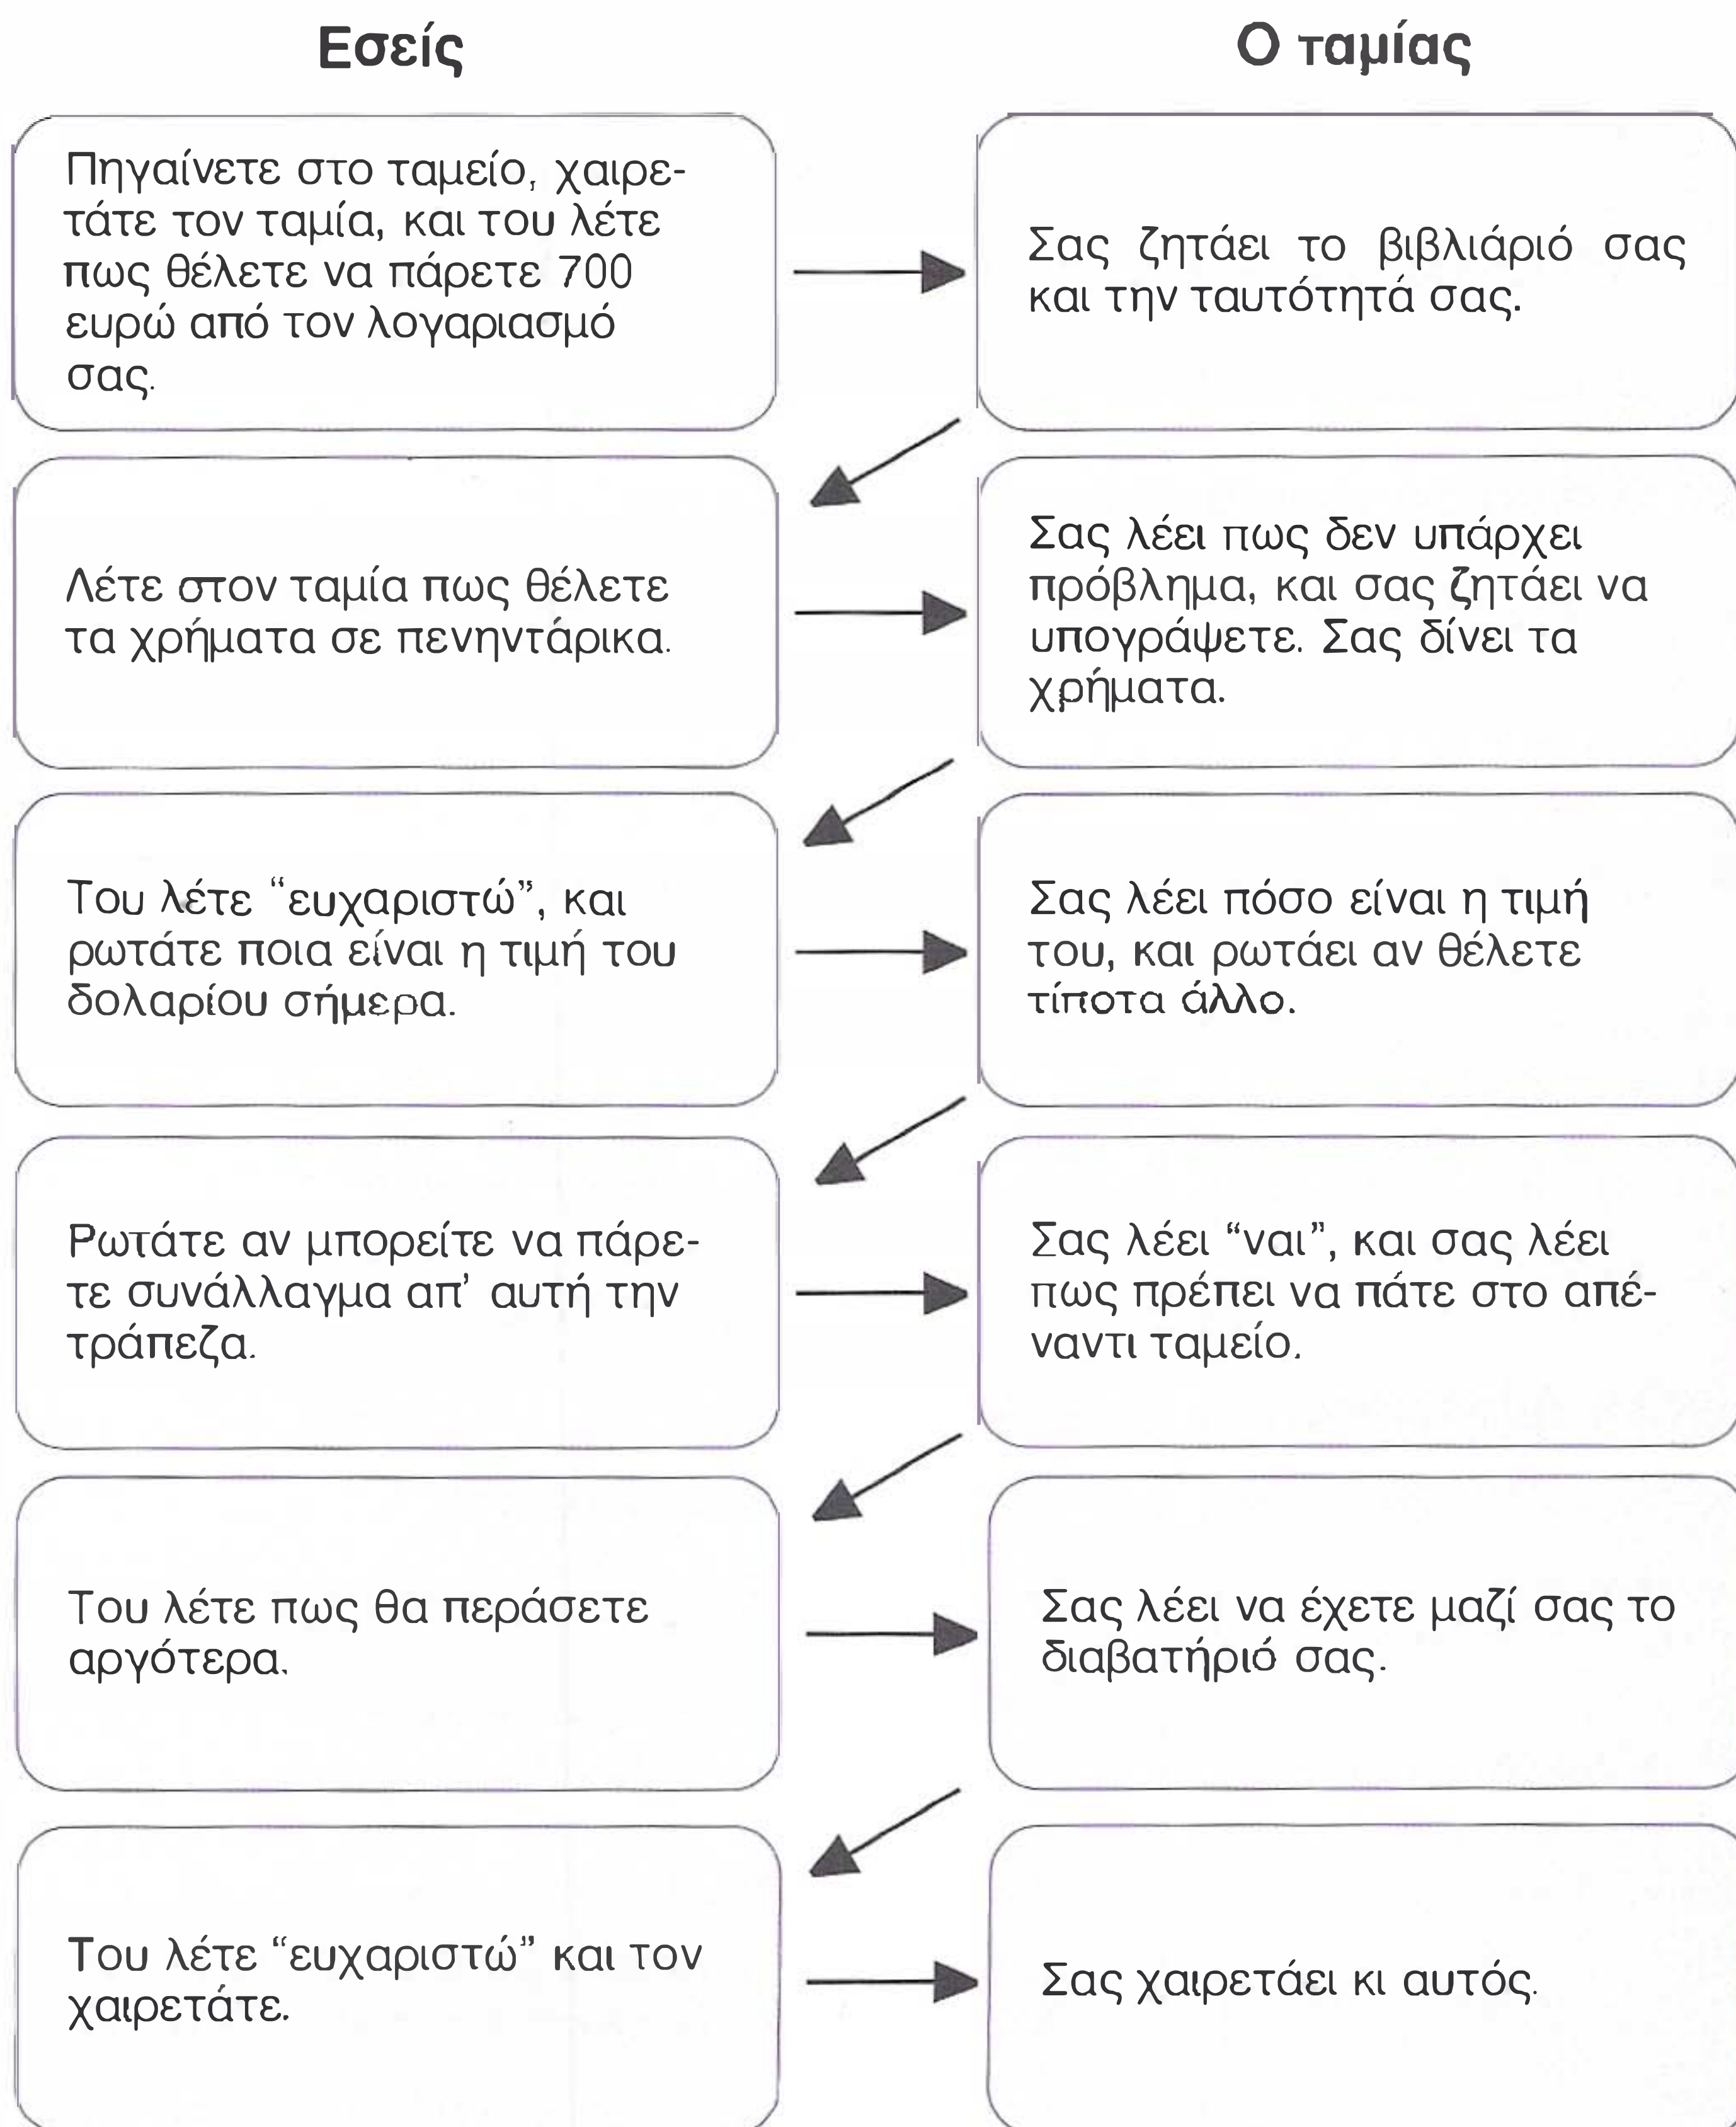 Εσείς
Ο ταμίας
Πηγαίνετε στο ταμείο, χαιρε-
τάτε τον ταμία, και του λέτε
πως θέλετε να πάρετε 700
ευρώ από τον λογαριασμό
σας.
Σας ζητάει το βιβλιάριό σας
και την ταυτότητά σας.
Λέτε στον ταμία πως θέλετε
τα χρήματα σε πενηντάρικα.
Σας λέει πως δεν υπάρχει
πρόβλημα, και σας ζητάει να
υπογράψετε. Σας δίνει τα
χρήματα.
Του λέτε “ευχαριστώ”, και
ρωτάτε ποια είναι η τιμή του
δολαρίου σήμερα.
Σας λέει πόσο είναι η τιμή
του, και ρωτάει αν θέλετε
τίποτα άλλο.
Ρωτάτε αν μπορείτε να πάρε-
τε συνάλλαγμα απ’ αυτή την
τράπεζα.
Σας λέει “ναι”, και σας λέει
πως πρέπει να πάτε στο απέ-
ναντι ταμείο.
Του λέτε πως θα περάσετε
αργότερα.
Σας λέει να έχετε μαζί σας το
διαβατήριό σας.
Του λέτε “ευχαριστώ” και τον
χαιρετάτε.
Σας χαιρετάει κι αυτός.